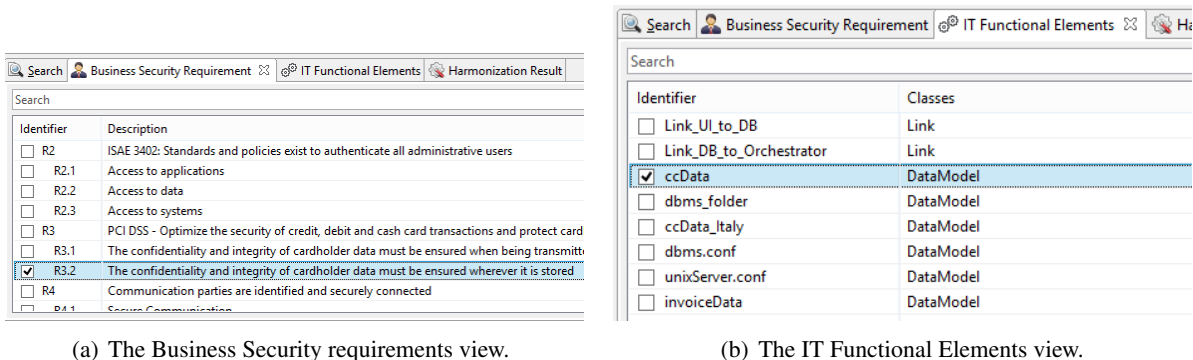 Search Business Security Requirement IT Functional Elements Harmonization Result
Search
Identifier Description
R2 ISAE 3402: Standards and policies exist to authenticate all administrative users
R2.1 Access to applications
R2.2 Access to data
R2.3 Access to systems
R3 PCI DSS - Optimize the security of credit, debit and cash card transactions and protect card
R3.1 The confidentiality and integrity of cardholder data must be ensured when being transmitte
R3.2 The confidentiality and integrity of cardholder data must be ensured wherever it is stored
R4 Communication parties are identified and securely connected
R4.1 Secure Communication
(a) The Business Security requirements view.
Search Business Security Requirement IT Functional Elements Ha
Search
Identifier Classes
Link_UI_to_DB Link
Link_DB_to_Orchestrator Link
ccData DataModel
dbms_folder DataModel
ccData_Italy DataModel
dbms.conf DataModel
unixServer.conf DataModel
invoiceData DataModel
(b) The IT Functional Elements view.